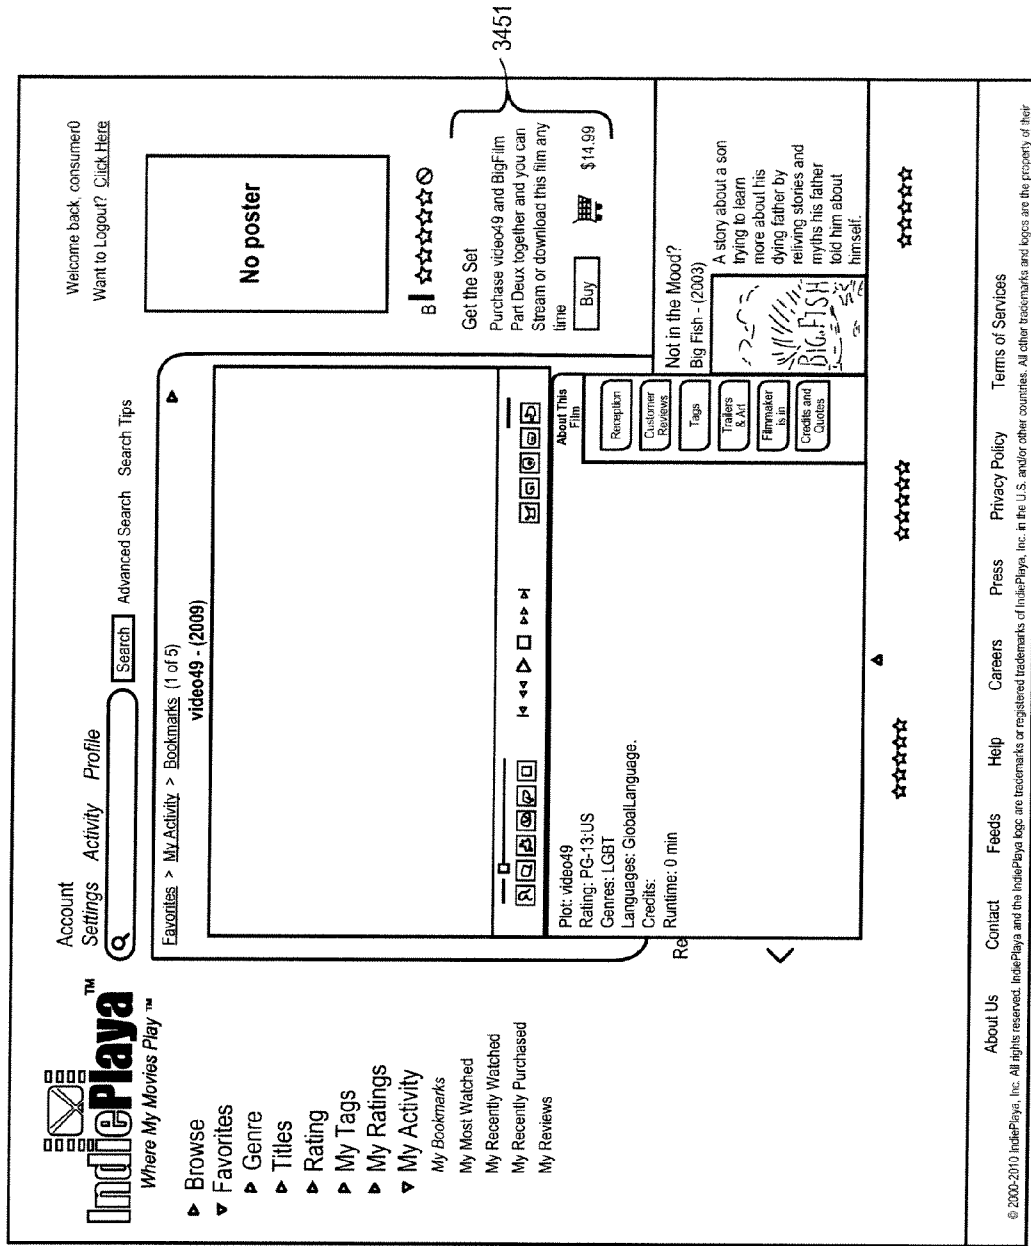 3451
IndiePlaya™
Where My Movies Play ™
Account
Settings Activity Profile
Search Advanced Search Search Tips
Welcome back, consumer0
Want to Logout? Click Here
Browse
Favorites
Genre
Titles
Rating
My Tags
My Ratings
My Activity
My Bookmarks
My Most Watched
My Recently Watched
My Recently Purchased
My Reviews
Favorites > My Activity > Bookmarks (1 of 5)
video49 - (2009)
No poster
B
Get the Set
Purchase video49 and BigFilm
Part Deux together and you can
Stream or download this film any
time
Buy $14.99
Plot: video49
Rating: PG-13:US
Genres: LGBT
Languages: GlobalLanguage.
Credits:
Runtime: 0 min
About This
Film
Reception
Customer
Reviews
Tags
Trailers
& Art
Filmmaker
is in
Credits and
Quotes
Not in the Mood?
Big Fish - (2003)
BIG FISH
A story about a son
trying to learn
more about his
dying father by
reliving stories and
myths his father
told him about
himself.
Re
About Us Contact Feeds Help Careers Press Privacy Policy Terms of Services
© 2000-2010 IndiePlaya, Inc. All rights reserved. IndiePlaya and the IndiePlaya logo are trademarks or registered trademarks of IndiePlaya, Inc. in the U.S. and/or other countries. All other trademarks and logos are the property of their